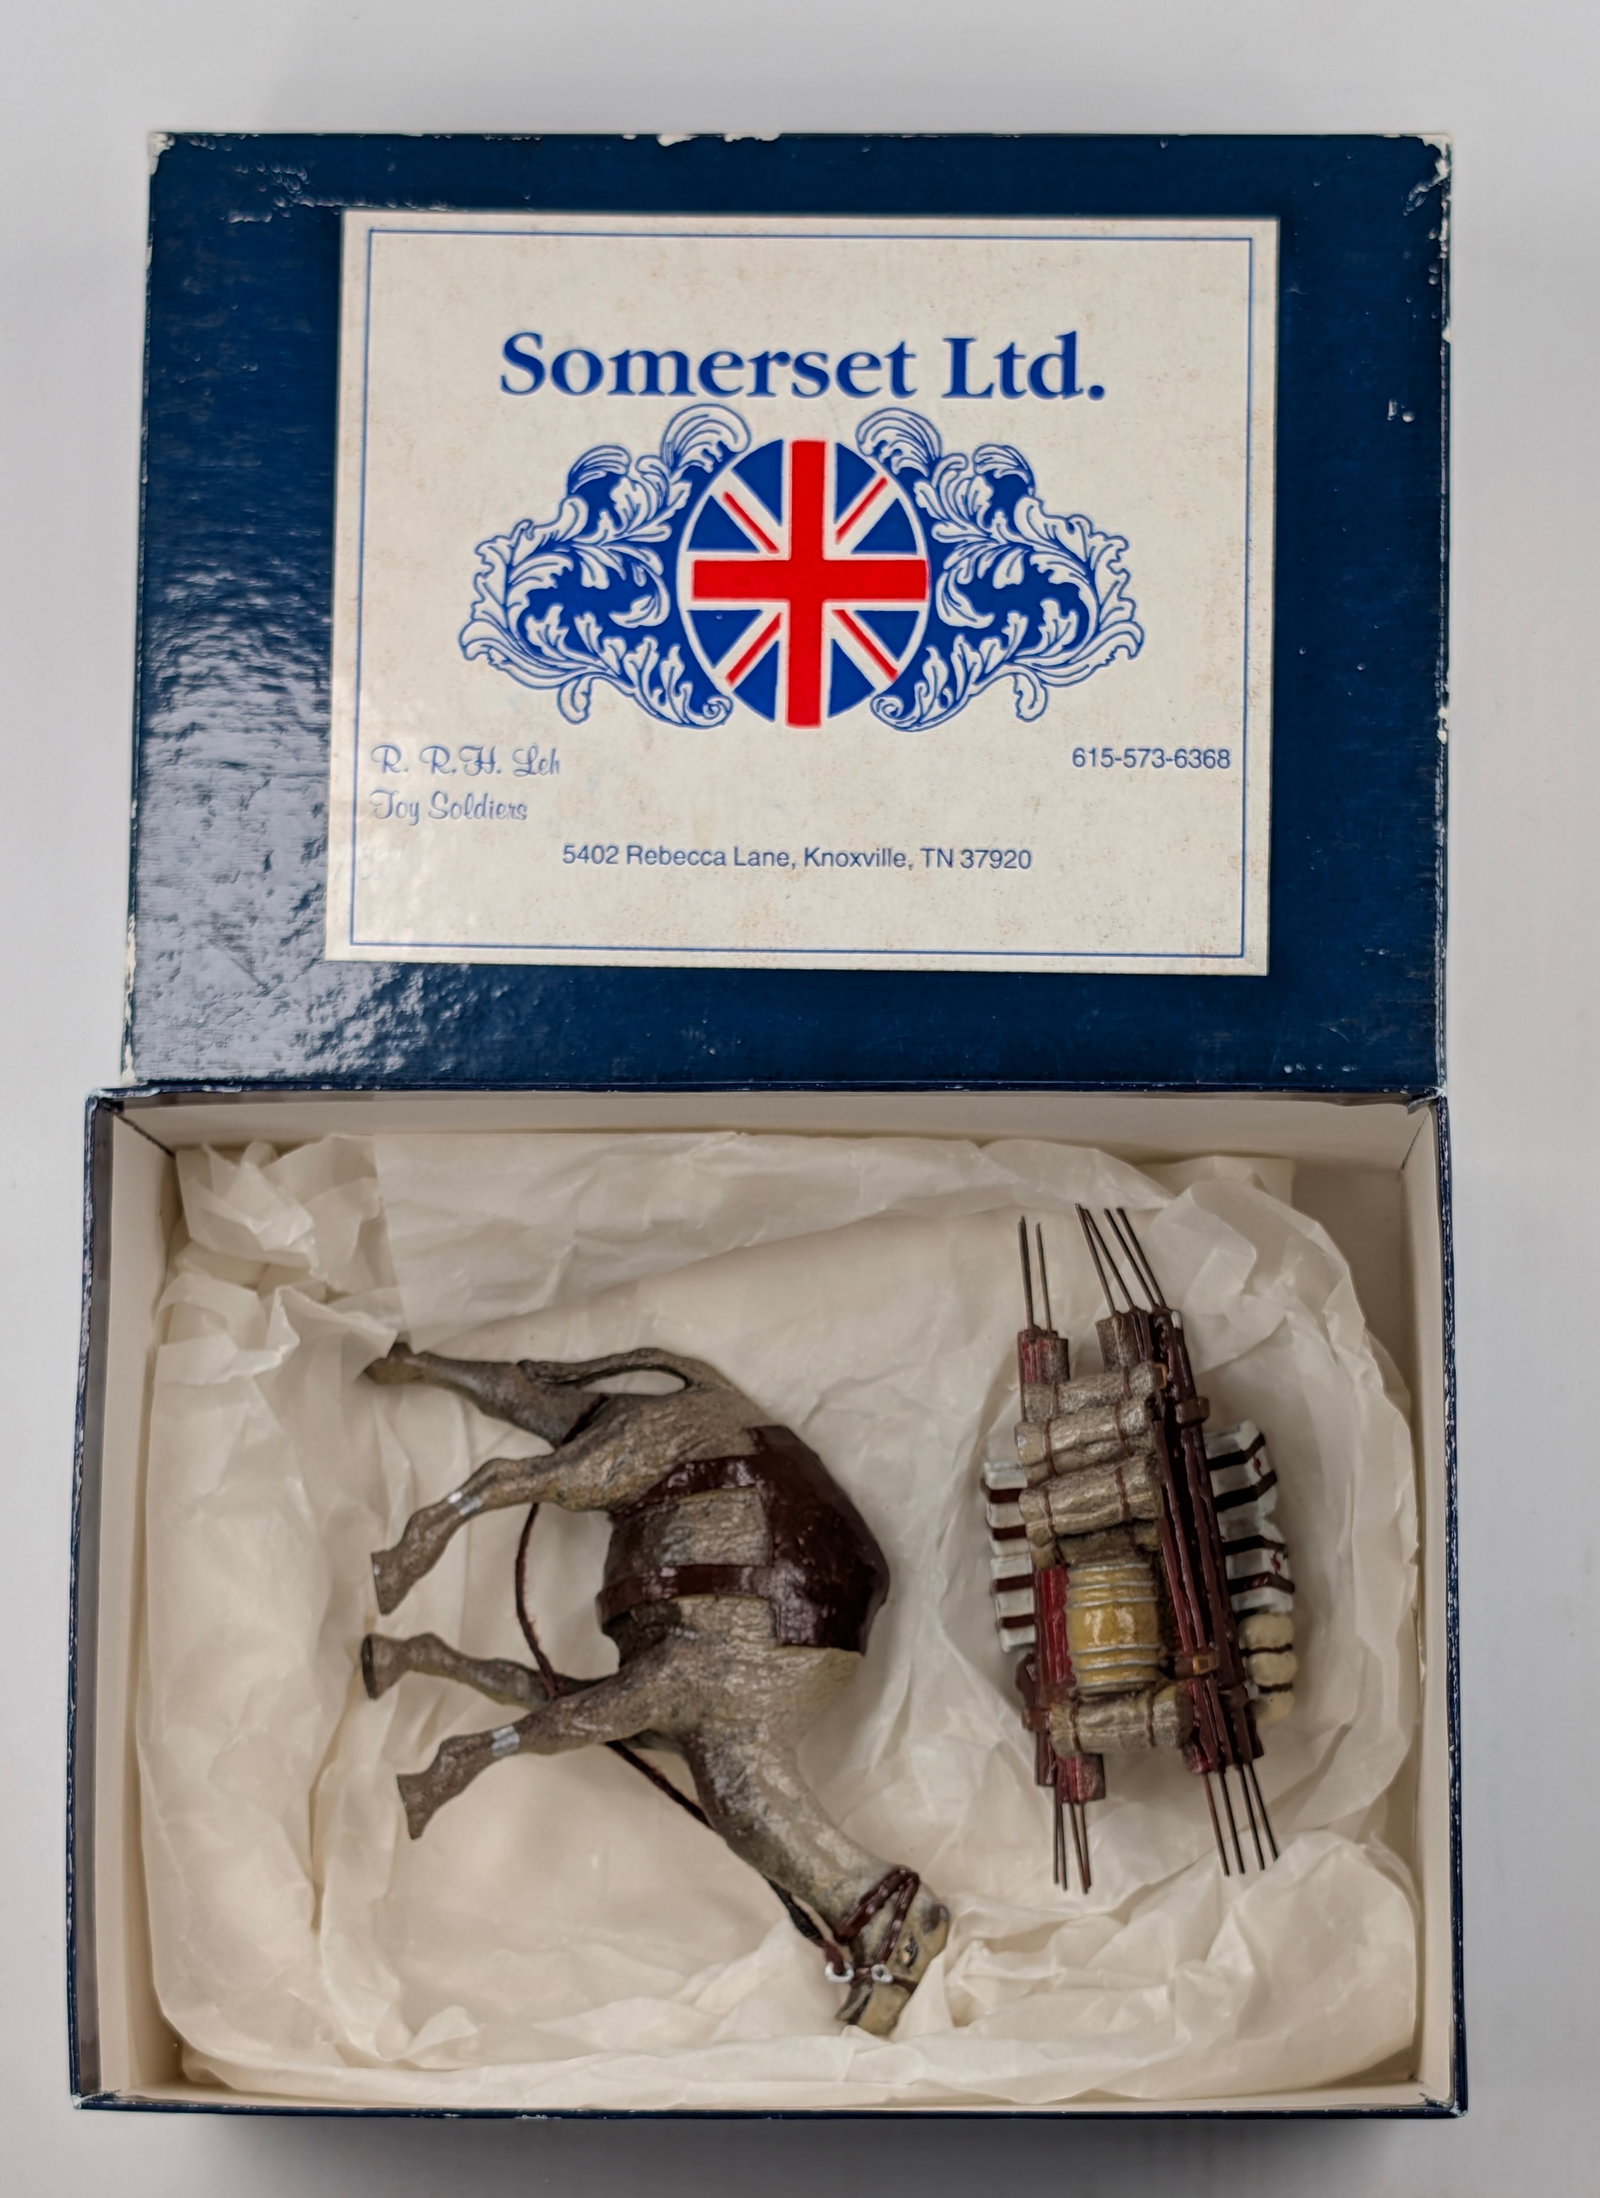 Somerset Ltd.
R. R.H. Leh
Toy Soldiers
615-573-6368
5402 Rebecca Lane, Knoxville, TN 37920